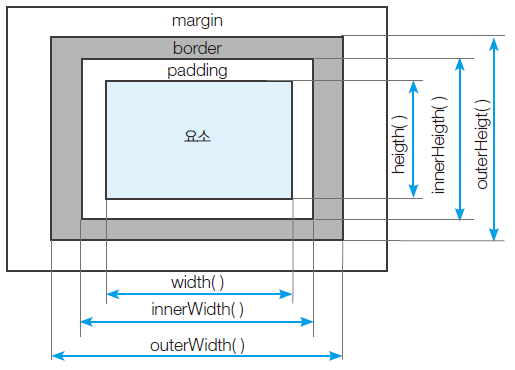 margin
border
padding
요소
heigth( )
innerHeigth( )
outerHeigt( )
width( )
innerWidth( )
outerWidth( )